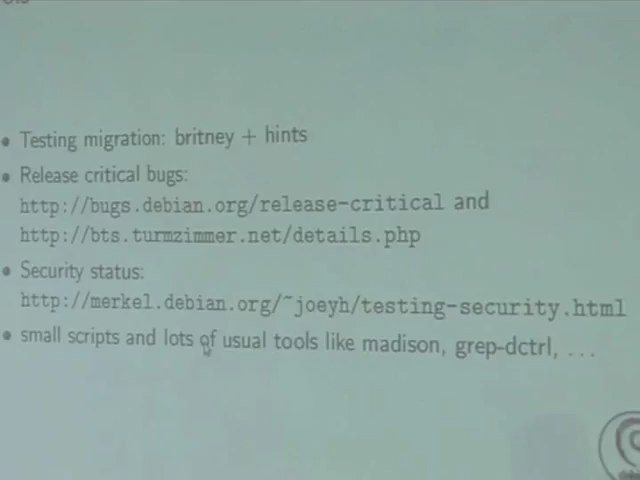 • Testing migration: britney + hints
• Release critical bugs:
http://bugs.debian.org/release-critical and
http://bts.turmzimmer.net/details.php
• Security status:
http://merkel.debian.org/~joeyh/testing-security.html
• small scripts and lots of usual tools like madison, grep-dctrl, ...